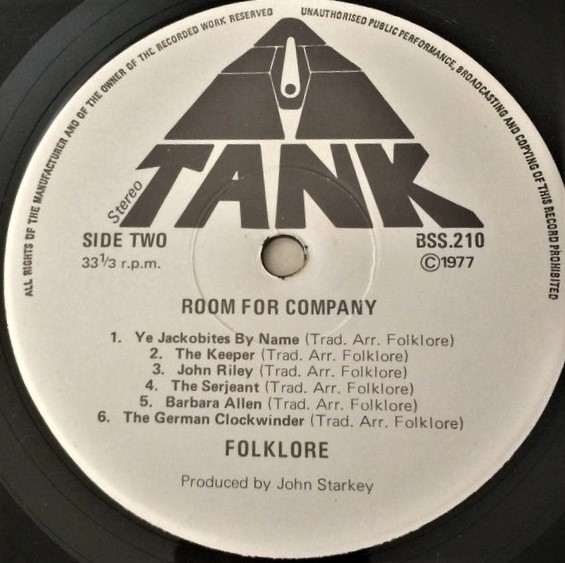 ALL RIGHTS OF THE MANUFACTURER AND OF THE OWNER OF THE RECORDED WORK RESERVED
UNAUTHORISED PUBLIC PERFORMANCE, BROADCASTING AND COPYING OF THIS RECORD PROHIBITED
TANK
Stereo
SIDE TWO
BSS.210
33 1/3 r.p.m.
©1977
ROOM FOR COMPANY
1. Ye Jackobites By Name (Trad. Arr. Folklore)
2. The Keeper (Trad. Arr. Folklore)
3. John Riley (Trad. Arr. Folklore)
4. The Serjeant (Trad. Arr. Folklore)
5. Barbara Allen (Trad. Arr. Folklore)
6. The German Clockwinder (Trad. Arr. Folklore)
FOLKLORE
Produced by John Starkey